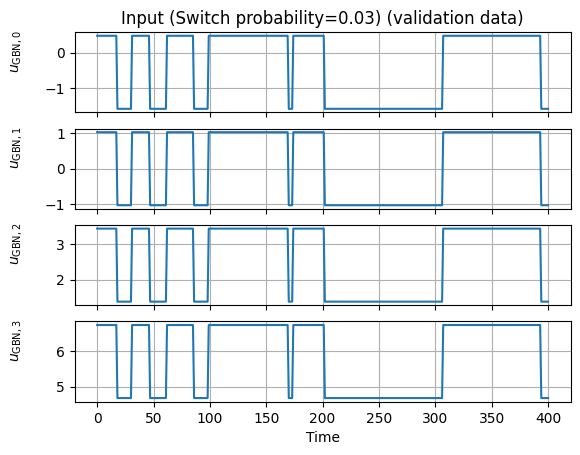 Input (Switch probability=0.03) (validation data)
u_GBN, 0
0
−1
u_GBN, 1
1
0
−1
u_GBN, 2
3
2
u_GBN, 3
6
5
0 50 100 150 200 250 300 350 400
Time